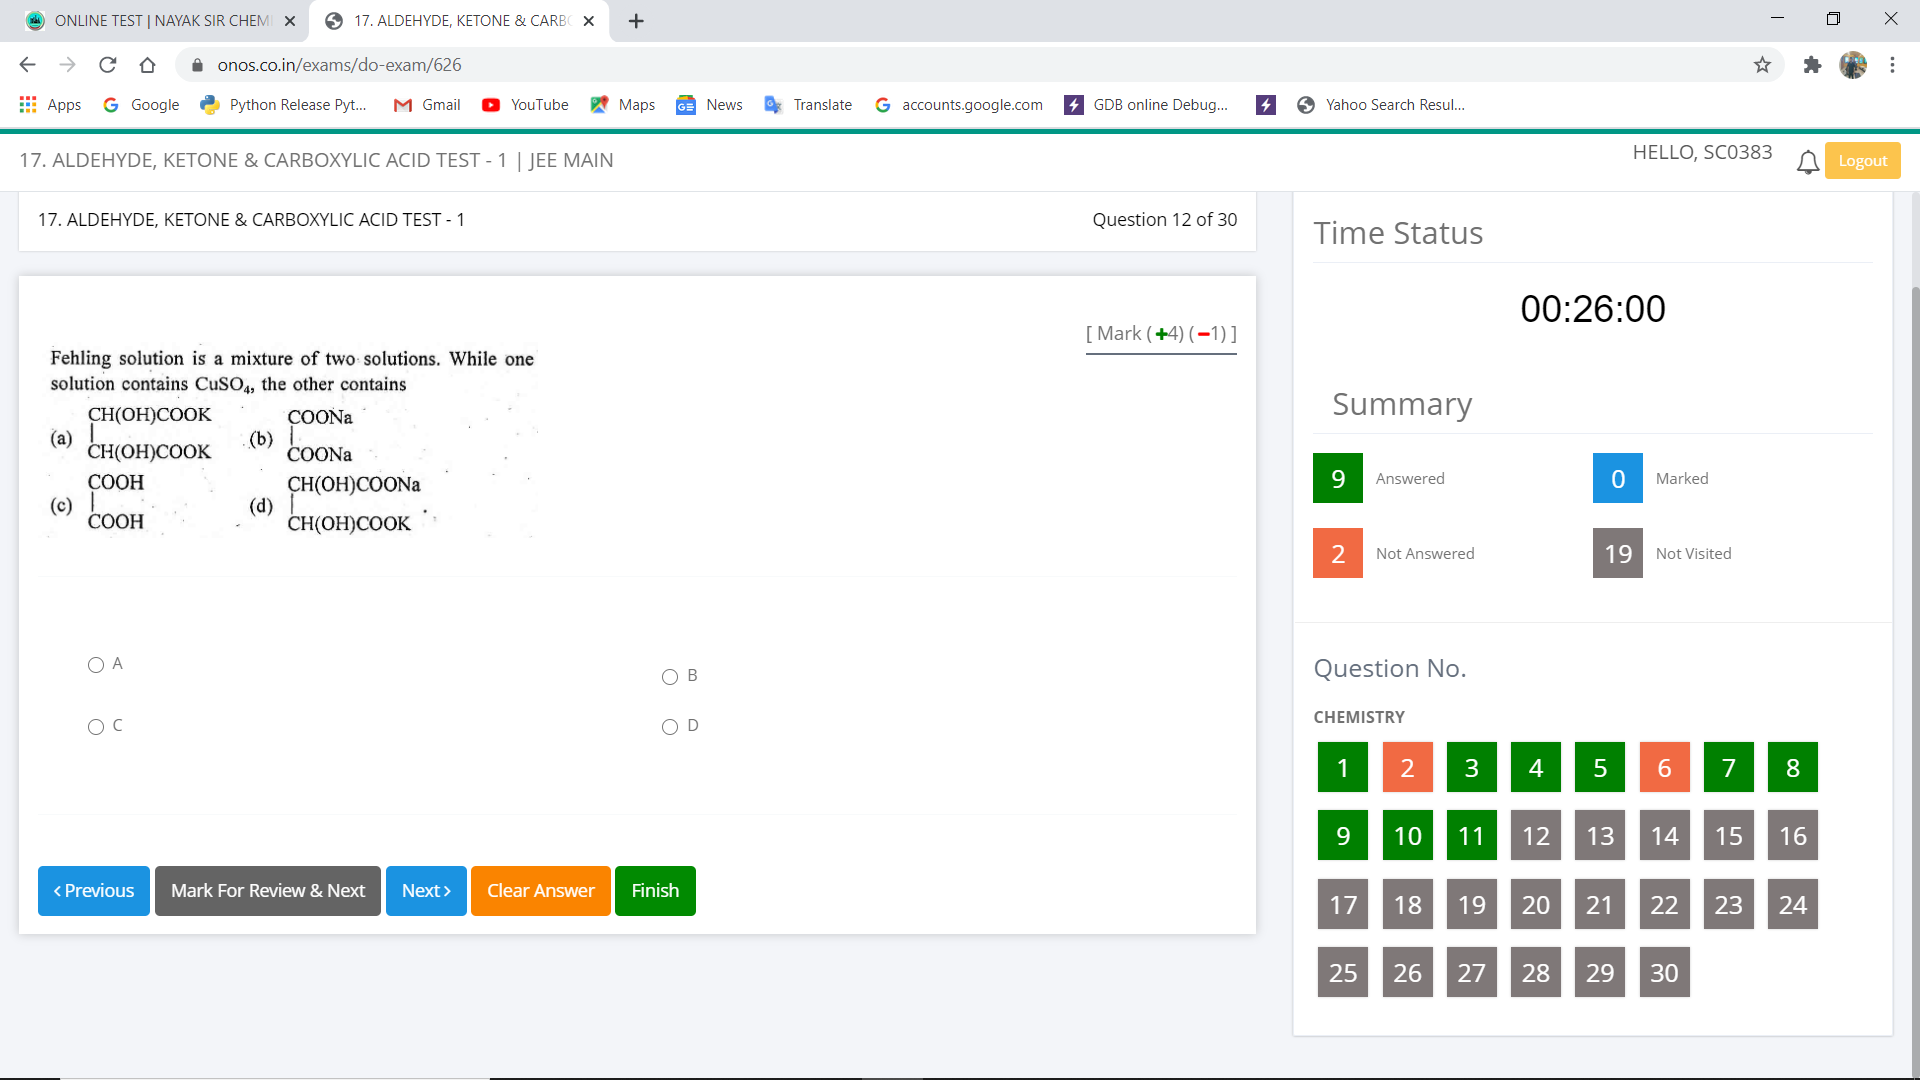 ONLINE TEST | NAYAK SIR CHEM
17. ALDEHYDE, KETONE & CARBO
onos.co.in/exams/do-exam/626
Apps
Google
Python Release Pyt...
Gmail
YouTube
Maps
News
Translate
accounts.google.com
GDB online Debug...
Yahoo Search Resul...
17. ALDEHYDE, KETONE & CARBOXYLIC ACID TEST - 1 | JEE MAIN
HELLO, SC0383
Logout
17. ALDEHYDE, KETONE & CARBOXYLIC ACID TEST - 1
Question 12 of 30
[ Mark (+4) (-1) ]
Fehling solution is a mixture of two solutions. While one
solution contains CuSO₄, the other contains
(a) CH(OH)COOK
|
CH(OH)COOK
(b) COONa
|
COONa
(c) COOH
|
COOH
(d) CH(OH)COONa
|
CH(OH)COOK
A
B
C
D
‹ Previous
Mark For Review & Next
Next ›
Clear Answer
Finish
Time Status
00:26:00
Summary
9 Answered
0 Marked
2 Not Answered
19 Not Visited
Question No.
CHEMISTRY
1 2 3 4 5 6 7 8
9 10 11 12 13 14 15 16
17 18 19 20 21 22 23 24
25 26 27 28 29 30